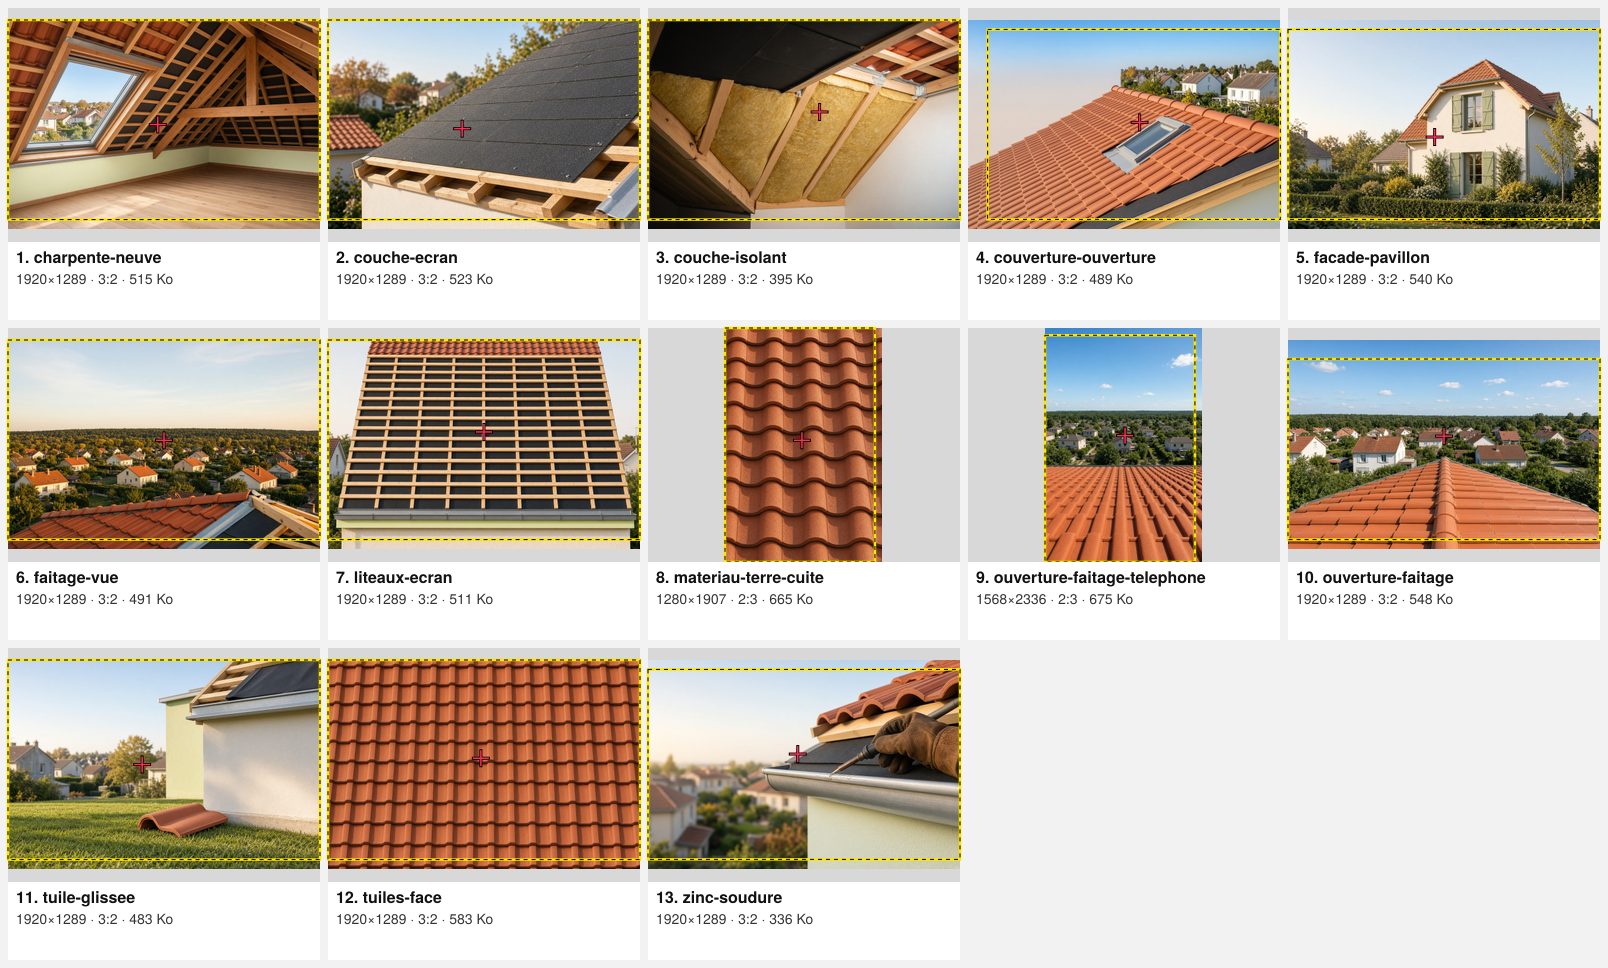 1. charpente-neuve
1920×1289 · 3:2 · 515 Ko
2. couche-ecran
1920×1289 · 3:2 · 523 Ko
3. couche-isolant
1920×1289 · 3:2 · 395 Ko
4. couverture-ouverture
1920×1289 · 3:2 · 489 Ko
5. facade-pavillon
1920×1289 · 3:2 · 540 Ko
6. faitage-vue
1920×1289 · 3:2 · 491 Ko
7. liteaux-ecran
1920×1289 · 3:2 · 511 Ko
8. materiau-terre-cuite
1280×1907 · 2:3 · 665 Ko
9. ouverture-faitage-telephone
1568×2336 · 2:3 · 675 Ko
10. ouverture-faitage
1920×1289 · 3:2 · 548 Ko
11. tuile-glissee
1920×1289 · 3:2 · 483 Ko
12. tuiles-face
1920×1289 · 3:2 · 583 Ko
13. zinc-soudure
1920×1289 · 3:2 · 336 Ko